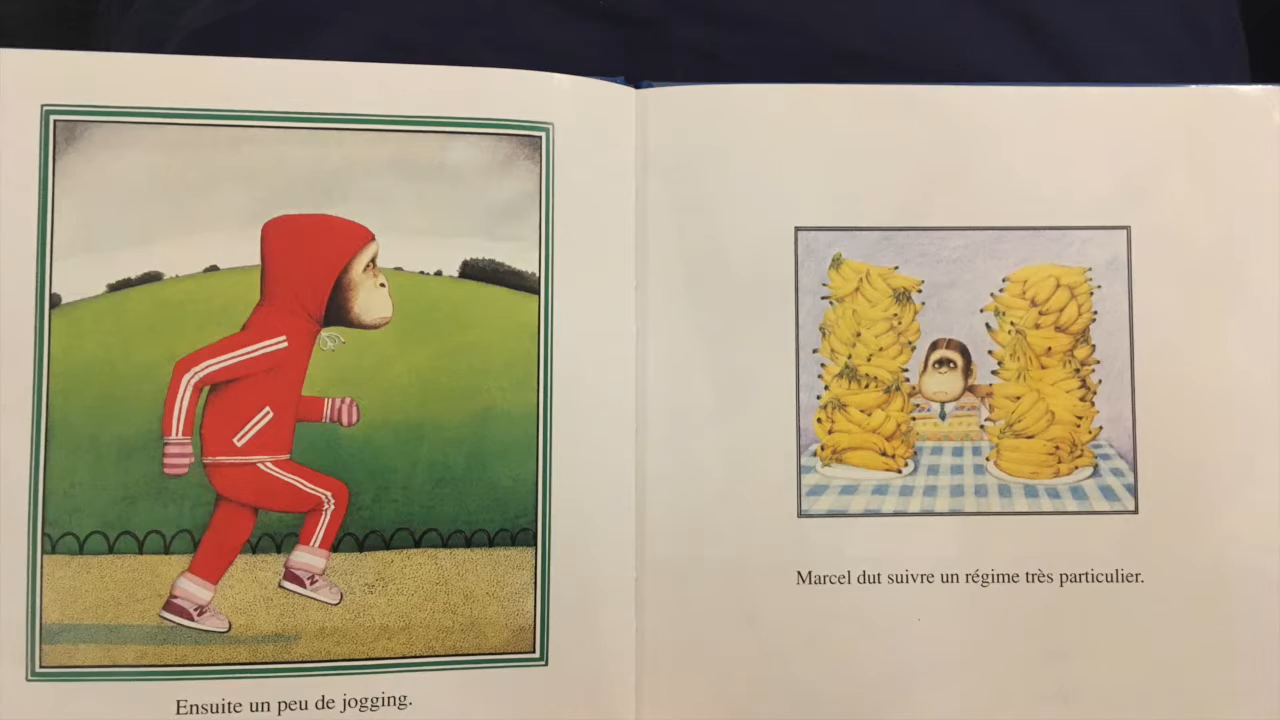 Ensuite un peu de jogging.
Marcel dut suivre un régime très particulier.